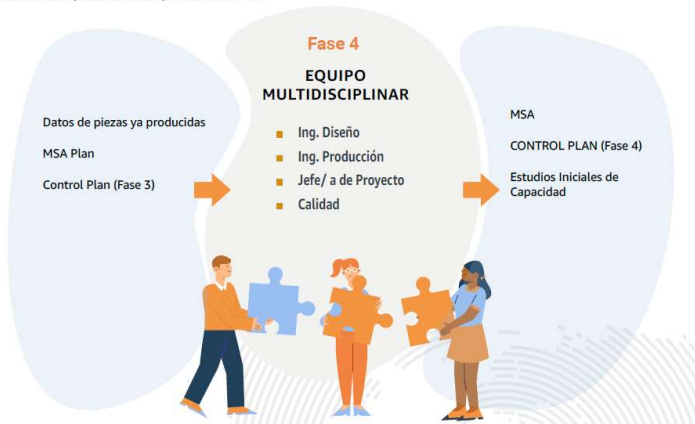 Datos de piezas ya producidas
MSA Plan
Control Plan (Fase 3)
Fase 4
EQUIPO
MULTIDISCIPLINAR
Ing. Diseño
Ing. Producción
Jefe/ a de Proyecto
Calidad
MSA
CONTROL PLAN (Fase 4)
Estudios Iniciales de
Capacidad